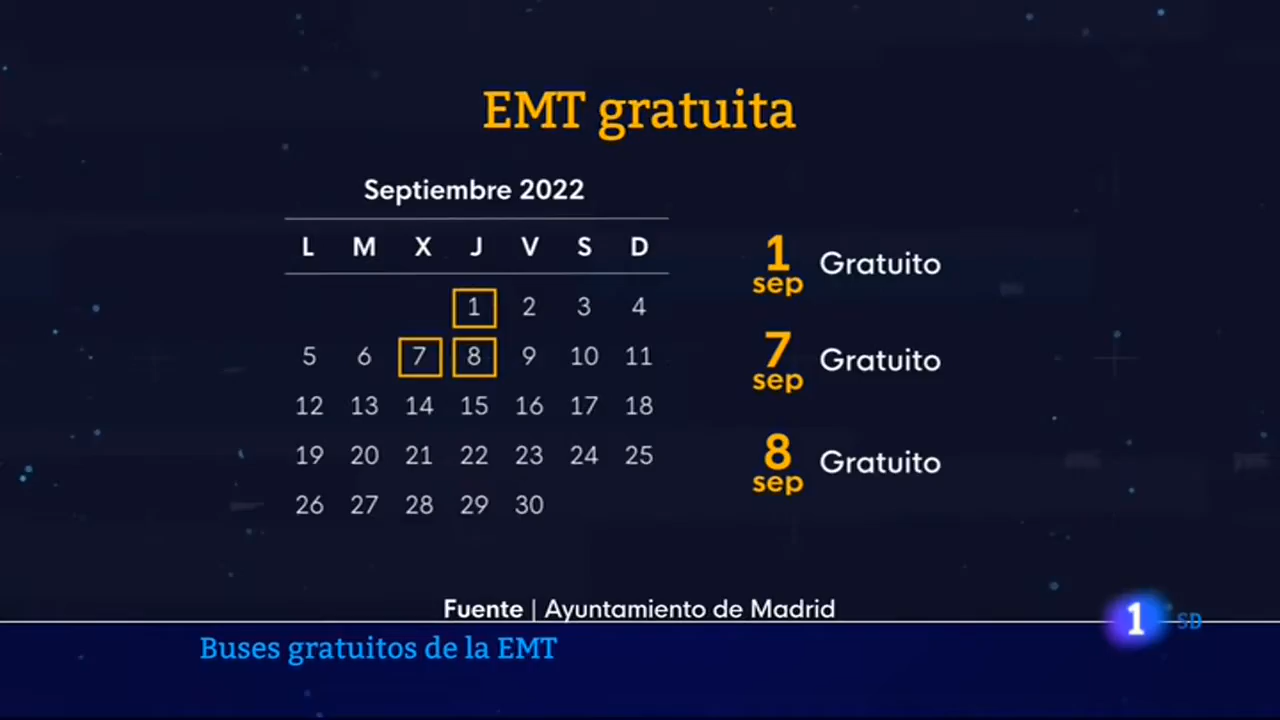 EMT gratuita
Septiembre 2022
L M X J V S D
1 2 3 4
5 6 7 8 9 10 11
12 13 14 15 16 17 18
19 20 21 22 23 24 25
26 27 28 29 30
1 sep Gratuito
7 sep Gratuito
8 sep Gratuito
Fuente | Ayuntamiento de Madrid
1 SD
Buses gratuitos de la EMT